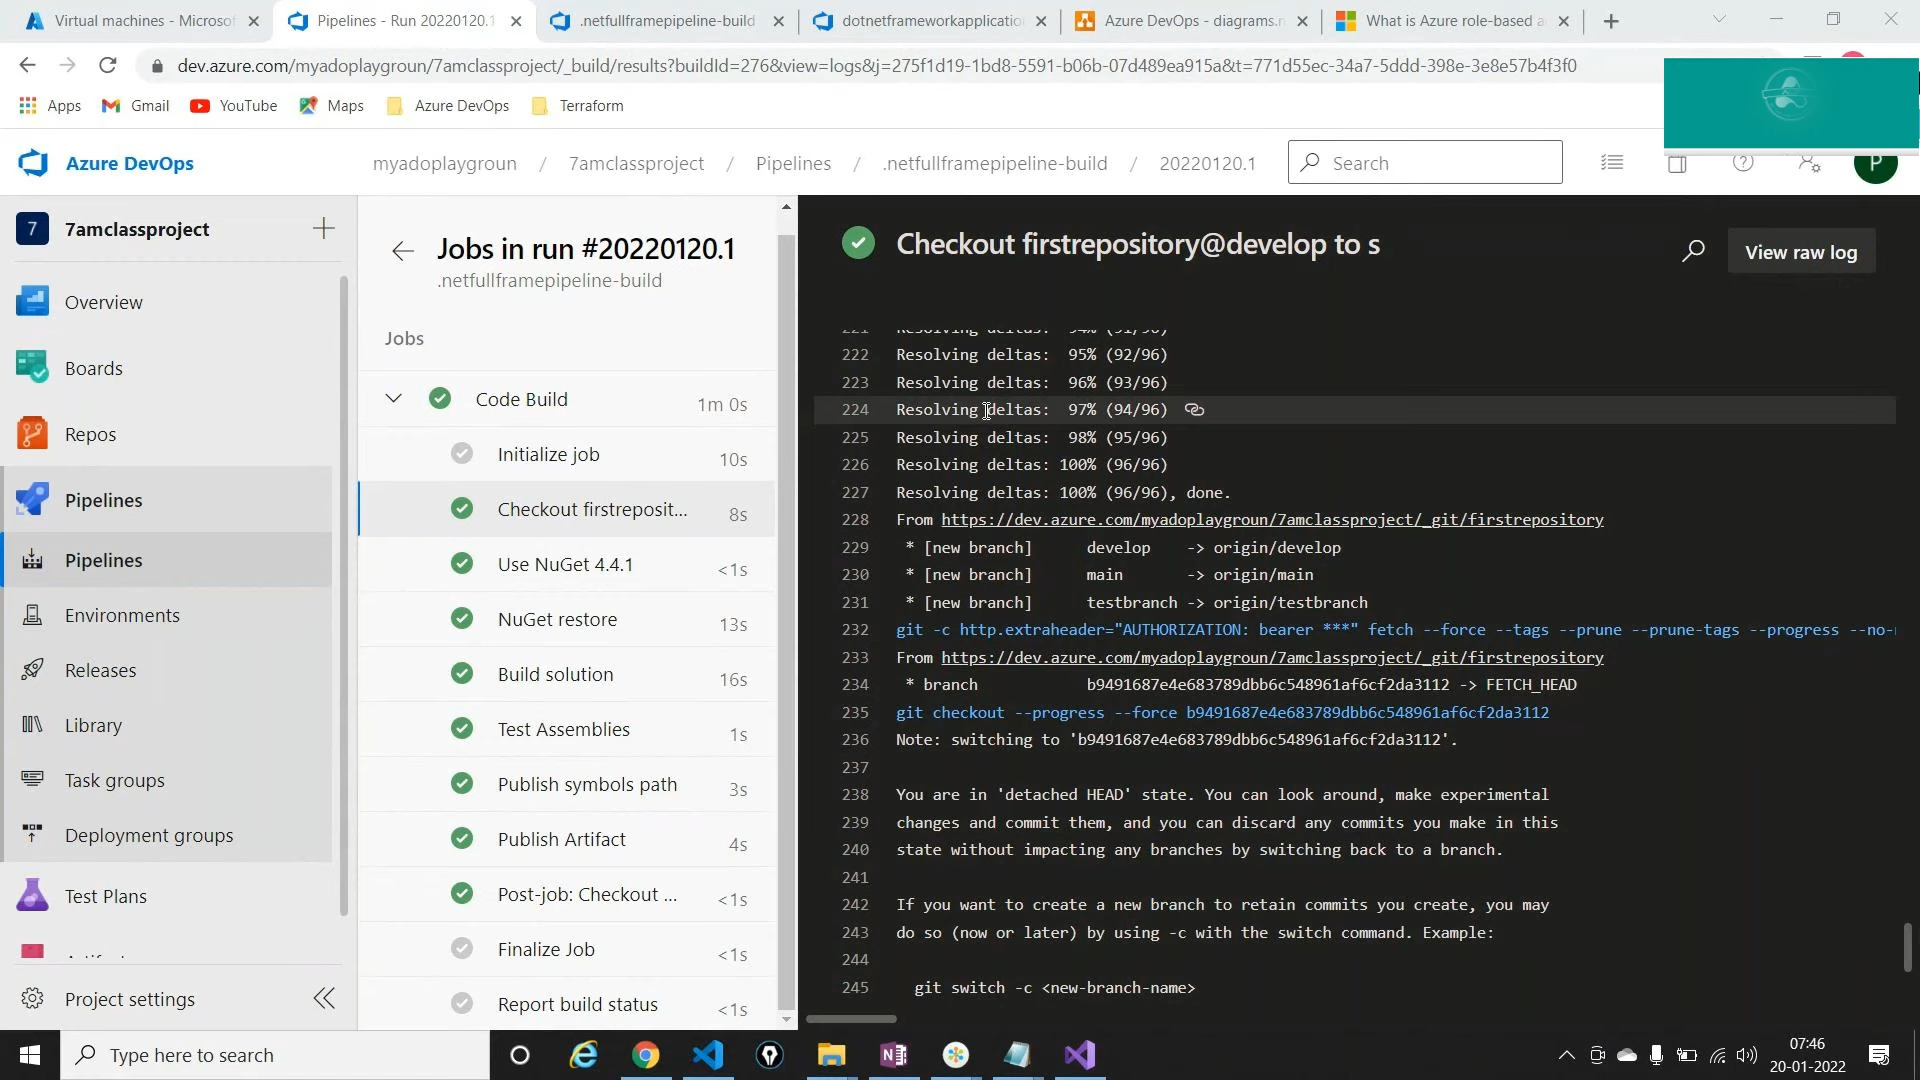 Virtual machines - Microsof
Pipelines - Run 20220120.1
.netfullframepipeline-build
dotnetframeworkapplicatio
Azure DevOps - diagrams.n
What is Azure role-based a
dev.azure.com/myadoplaygroun/7amclassproject/_build/results?buildId=276&view=logs&j=275f1d19-1bd8-5591-b06b-07d489ea915a&t=771d55ec-34a7-5ddd-398e-3e8e57b4f3f0
Apps
Gmail
YouTube
Maps
Azure DevOps
Terraform
Azure DevOps
myadoplaygroun / 7amclassproject / Pipelines / .netfullframepipeline-build / 20220120.1
Search
P
7
7amclassproject
Overview
Boards
Repos
Pipelines
Pipelines
Environments
Releases
Library
Task groups
Deployment groups
Test Plans
Project settings
Jobs in run #20220120.1
.netfullframepipeline-build
Jobs
Code Build 1m 0s
Initialize job 10s
Checkout firstreposit... 8s
Use NuGet 4.4.1 <1s
NuGet restore 13s
Build solution 16s
Test Assemblies 1s
Publish symbols path 3s
Publish Artifact 4s
Post-job: Checkout ... <1s
Finalize Job <1s
Report build status <1s
Checkout firstrepository@develop to s
View raw log
221 Resolving deltas: 94% (91/96)
222 Resolving deltas: 95% (92/96)
223 Resolving deltas: 96% (93/96)
224 Resolving deltas: 97% (94/96)
225 Resolving deltas: 98% (95/96)
226 Resolving deltas: 100% (96/96)
227 Resolving deltas: 100% (96/96), done.
228 From https://dev.azure.com/myadoplaygroun/7amclassproject/_git/firstrepository
229 * [new branch] develop -> origin/develop
230 * [new branch] main -> origin/main
231 * [new branch] testbranch -> origin/testbranch
232 git -c http.extraheader="AUTHORIZATION: bearer ***" fetch --force --tags --prune --prune-tags --progress --no-
233 From https://dev.azure.com/myadoplaygroun/7amclassproject/_git/firstrepository
234 * branch b9491687e4e683789dbb6c548961af6cf2da3112 -> FETCH_HEAD
235 git checkout --progress --force b9491687e4e683789dbb6c548961af6cf2da3112
236 Note: switching to 'b9491687e4e683789dbb6c548961af6cf2da3112'.
237
238 You are in 'detached HEAD' state. You can look around, make experimental
239 changes and commit them, and you can discard any commits you make in this
240 state without impacting any branches by switching back to a branch.
241
242 If you want to create a new branch to retain commits you create, you may
243 do so (now or later) by using -c with the switch command. Example:
244
245 git switch -c <new-branch-name>
Type here to search
07:46
20-01-2022